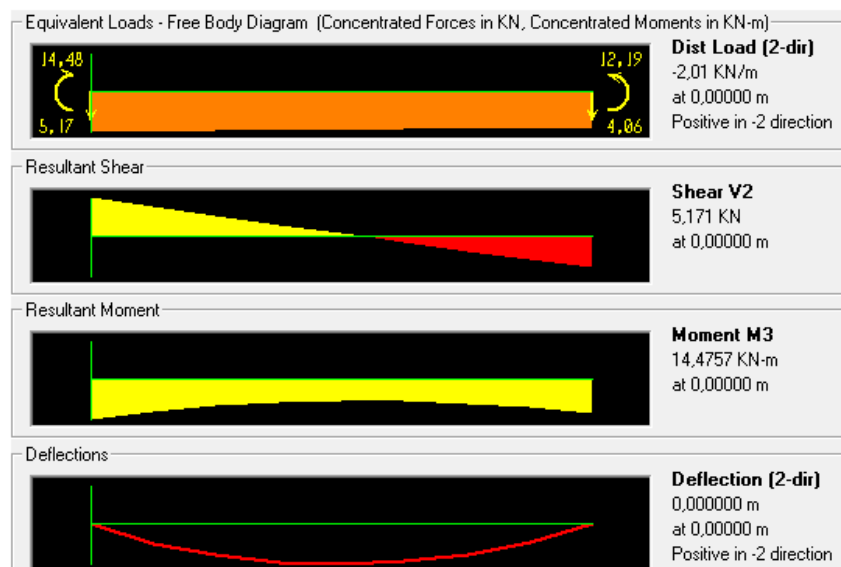 Equivalent Loads - Free Body Diagram (Concentrated Forces in KN, Concentrated Moments in KN-m)
14,48
12,19
5,17
4,06
Dist Load (2-dir)
-2,01 KN/m
at 0,00000 m
Positive in -2 direction
Resultant Shear
Shear V2
5,171 KN
at 0,00000 m
Resultant Moment
Moment M3
14,4757 KN-m
at 0,00000 m
Deflections
Deflection (2-dir)
0,000000 m
at 0,00000 m
Positive in -2 direction